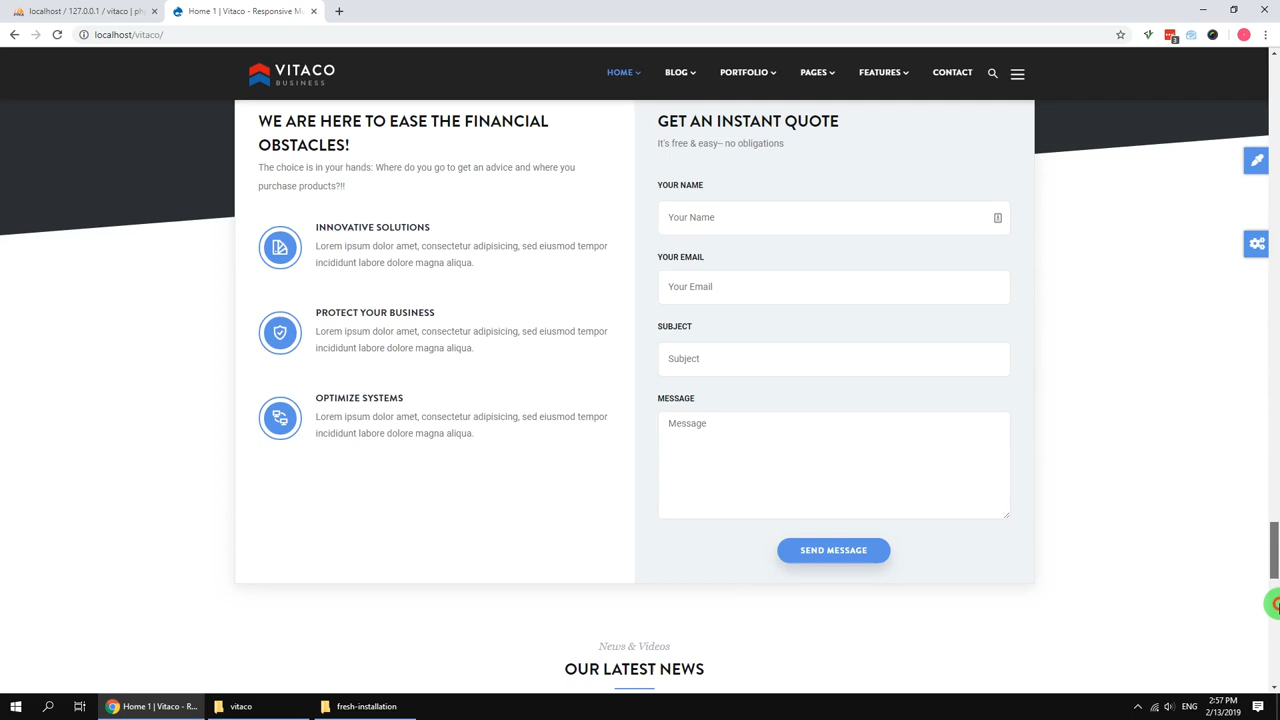 localhost / 127.0.0.1 / vitaco | ph
Home 1 | Vitaco - Responsive Mu
localhost/vitaco/
3
VITACO
BUSINESS
HOME
BLOG
PORTFOLIO
PAGES
FEATURES
CONTACT
WE ARE HERE TO EASE THE FINANCIAL
OBSTACLES!
The choice is in your hands: Where do you go to get an advice and where you
purchase products?!!
INNOVATIVE SOLUTIONS
Lorem ipsum dolor amet, consectetur adipisicing, sed eiusmod tempor
incididunt labore dolore magna aliqua.
PROTECT YOUR BUSINESS
Lorem ipsum dolor amet, consectetur adipisicing, sed eiusmod tempor
incididunt labore dolore magna aliqua.
OPTIMIZE SYSTEMS
Lorem ipsum dolor amet, consectetur adipisicing, sed eiusmod tempor
incididunt labore dolore magna aliqua.
GET AN INSTANT QUOTE
It's free & easy– no obligations
YOUR NAME
Your Name
YOUR EMAIL
Your Email
SUBJECT
Subject
MESSAGE
Message
SEND MESSAGE
News & Videos
OUR LATEST NEWS
Home 1 | Vitaco - R...
vitaco
fresh-installation
ENG
2:57 PM
2/13/2019